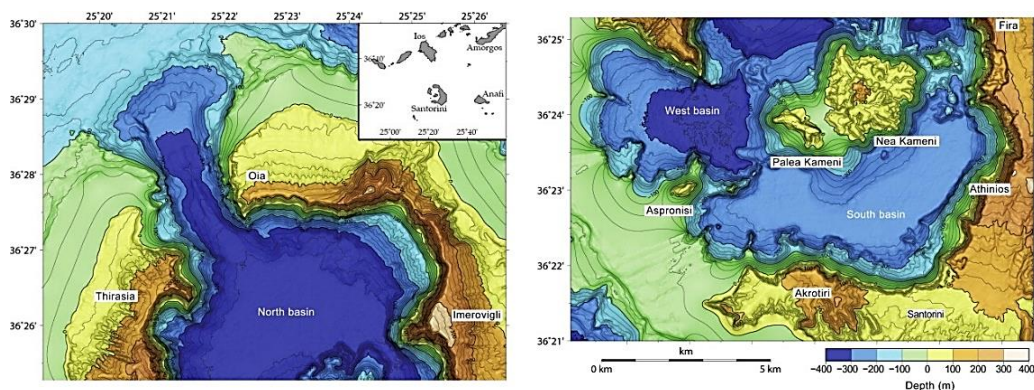 25°20' 25°21' 25°22' 25°23' 25°24' 25°25' 25°26'
36°30'
36°29'
36°28'
36°27'
36°26'
Ios
Amorgos
36°20'
Anafi
Santorini
25°00' 25°20' 25°40'
Oia
Thirasia
North basin
Imerovigli
36°25'
36°24'
36°23'
36°22'
36°21'
Fira
West basin
Nea Kameni
Palea Kameni
Athinios
Aspronisi
South basin
Akrotiri
Santorini
km
0 km 5 km
−400 −300 −200 −100 0 100 200 300 400
Depth (m)